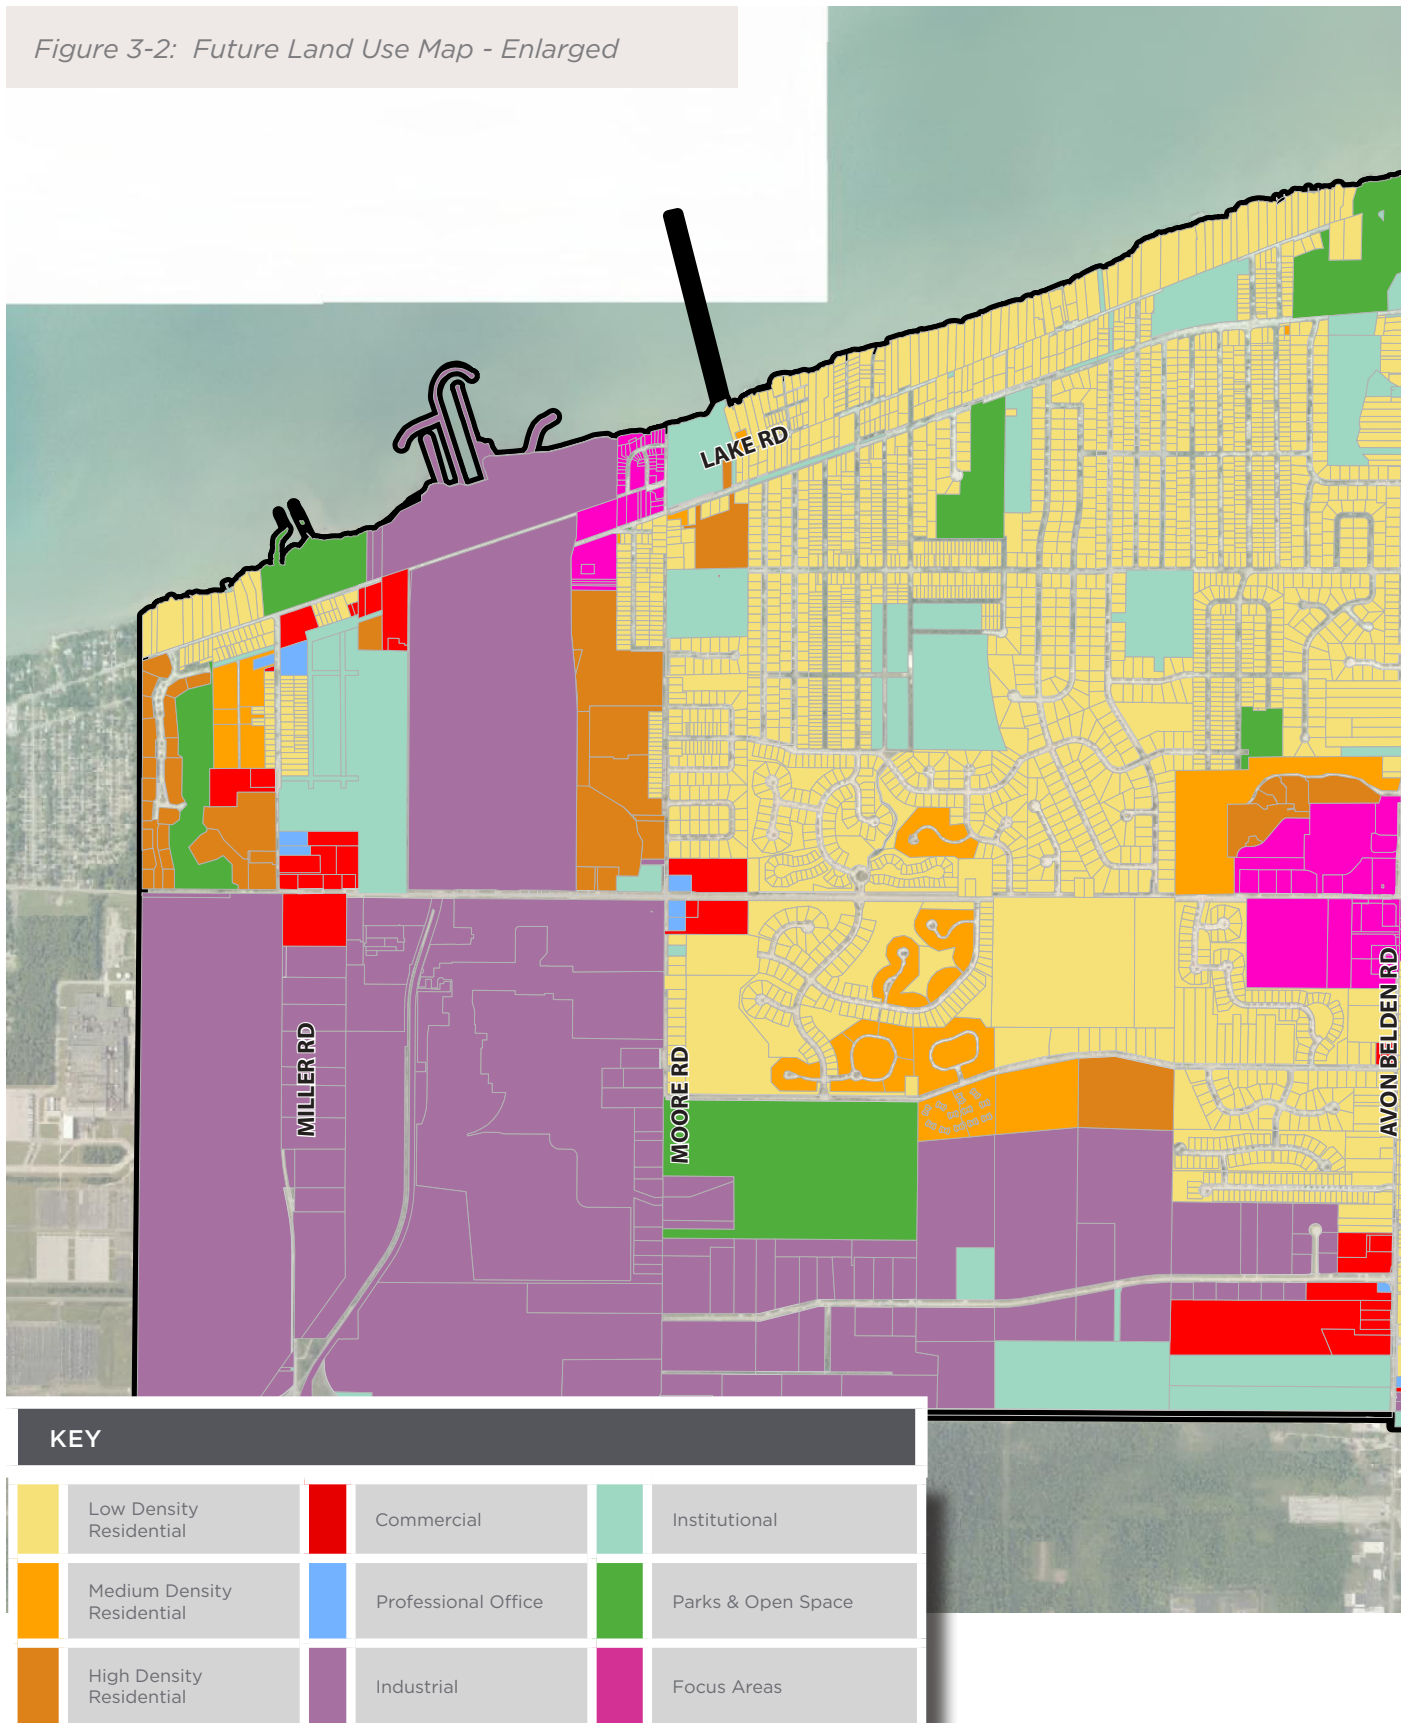 Figure 3-2:  Future Land Use Map - Enlarged
LAKE RD
MILLER RD
MOORE RD
AVON BELDEN RD
KEY
Low Density
Residential
Commercial
Institutional
Medium Density
Residential
Professional Office
Parks & Open Space
High Density
Residential
Industrial
Focus Areas